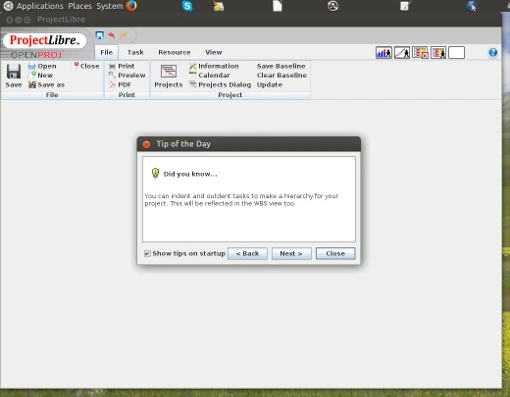 Applications Places System
ProjectLibre
ProjectLibre
OPENPROJ
File Task Resource View
Save
Open
New
Save as
Close
File
Print
Preview
PDF
Print
Projects
Information
Calendar
Projects Dialog
Save Baseline
Clear Baseline
Update
Project
Tip of the Day
Did you know...
You can indent and outdent tasks to make a hierarchy for your
project. This will be reflected in the WBS view too.
Show tips on startup < Back Next > Close